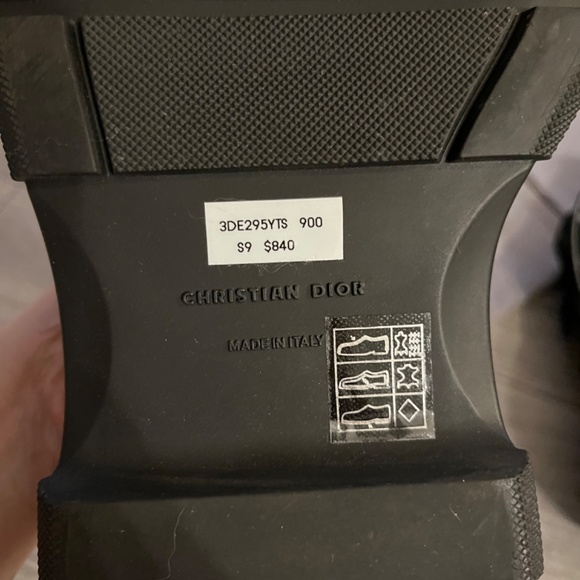 3DE295YTS 900
S9 $840
CHRISTIAN DIOR
MADE IN ITALY